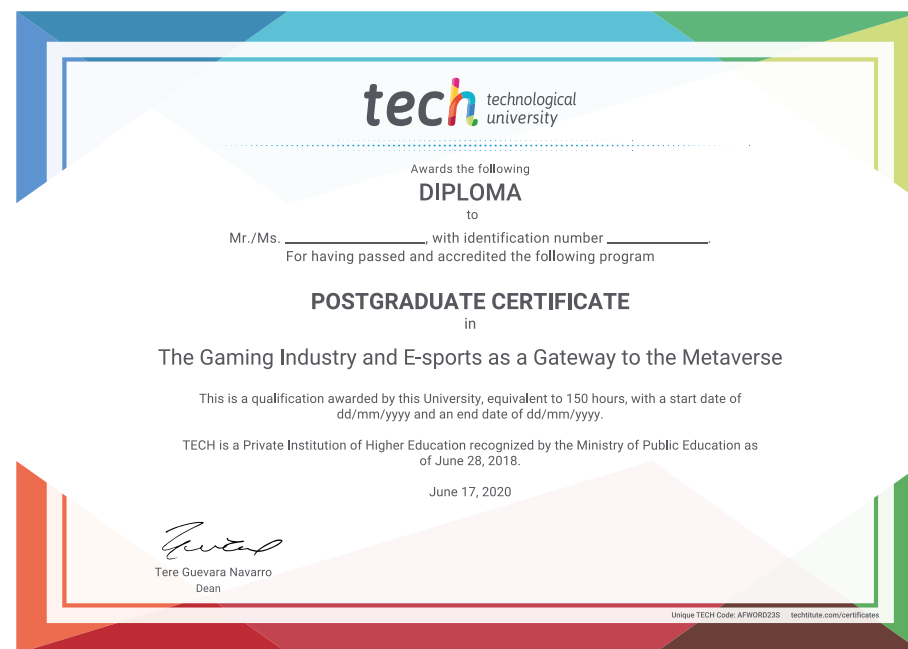 tech technological
university
Awards the following
DIPLOMA
to
Mr./Ms. ____________, with identification number ____________.
For having passed and accredited the following program
POSTGRADUATE CERTIFICATE
in
The Gaming Industry and E-sports as a Gateway to the Metaverse
This is a qualification awarded by this University, equivalent to 150 hours, with a start date of
dd/mm/yyyy and an end date of dd/mm/yyyy.
TECH is a Private Institution of Higher Education recognized by the Ministry of Public Education as
of June 28, 2018.
June 17, 2020
Tere Guevara Navarro
Dean
Unique TECH Code: AFWORD23S techtitute.com/certificates